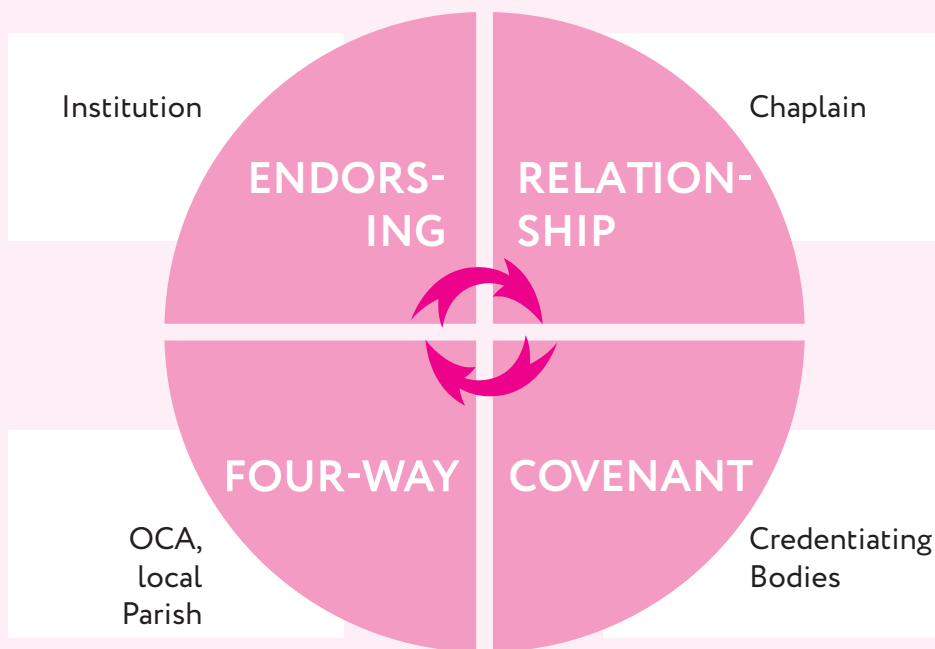 Institution
Chaplain
ENDORS-
ING
RELATION-
SHIP
FOUR-WAY
COVENANT
OCA,
local
Parish
Credentiating
Bodies